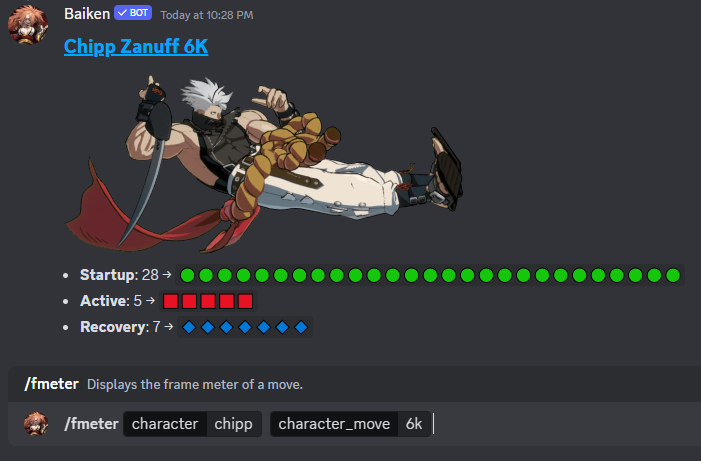 Baiken ✓ BOT Today at 10:28 PM
Chipp Zanuff 6K
• Startup: 28 →
• Active: 5 →
• Recovery: 7 →
/fmeter Displays the frame meter of a move.
/fmeter character chipp character_move 6k